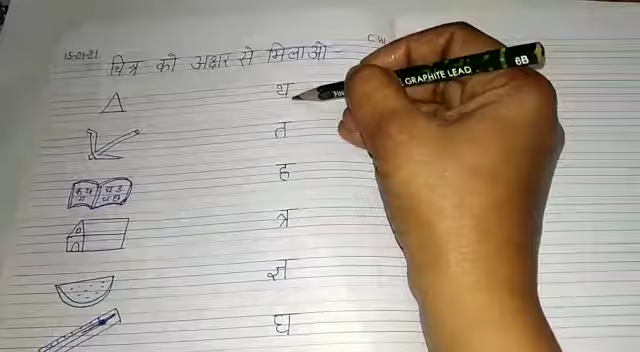 C.W
15-01-21
चित्र को अक्षर से मिलाओ -
थ
त
ह
त्र
ज्ञ
घ
GRAPHITE LEAD 6B